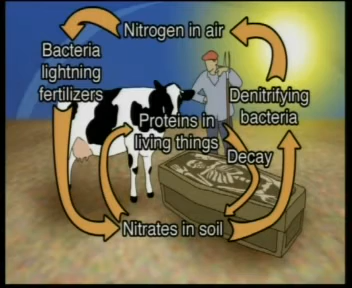 Nitrogen in air
Bacteria
lightning
fertilizers
Denitrifying
bacteria
Proteins in
living things
Decay
Nitrates in soil